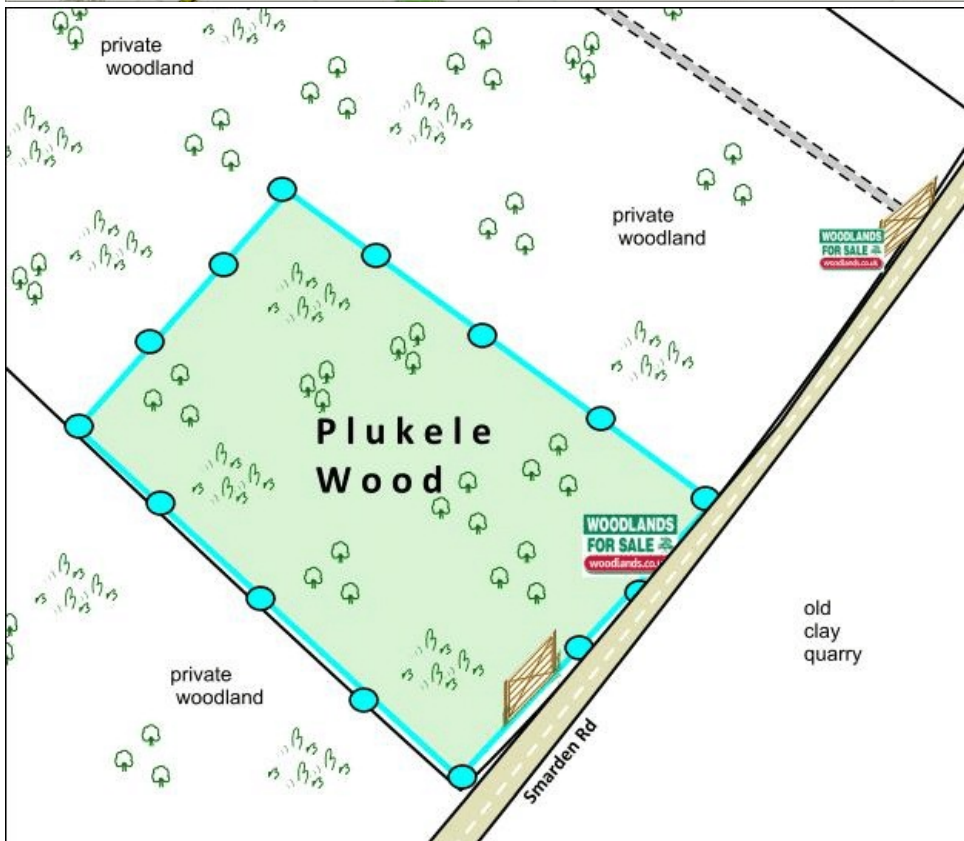 private
woodland
private
woodland
WOODLANDS
FOR SALE
woodlands.co.uk
Plukele
Wood
WOODLANDS
FOR SALE
woodlands.co.u
old
clay
quarry
private
woodland
Smarden Rd